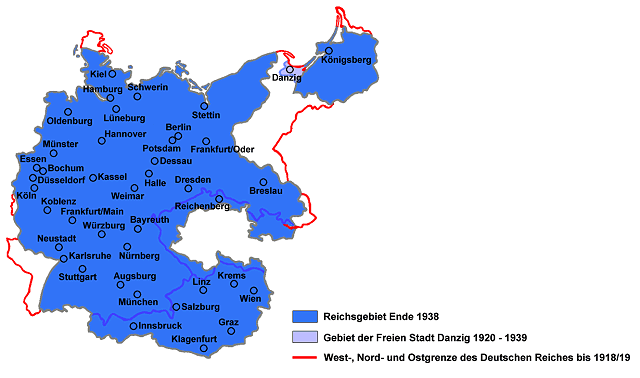 Königsberg
Danzig
Kiel
Hamburg
Schwerin
Stettin
Oldenburg
Lüneburg
Hannover
Berlin
Potsdam
Frankfurt/Oder
Münster
Essen
Bochum
Düsseldorf
Kassel
Dessau
Halle
Köln
Weimar
Dresden
Breslau
Koblenz
Reichenberg
Frankfurt/Main
Würzburg
Bayreuth
Neustadt
Karlsruhe
Nürnberg
Stuttgart
Augsburg
Linz
Krems
München
Wien
Salzburg
Innsbruck
Graz
Klagenfurt
Reichsgebiet Ende 1938
Gebiet der Freien Stadt Danzig 1920 - 1939
West-, Nord- und Ostgrenze des Deutschen Reiches bis 1918/19